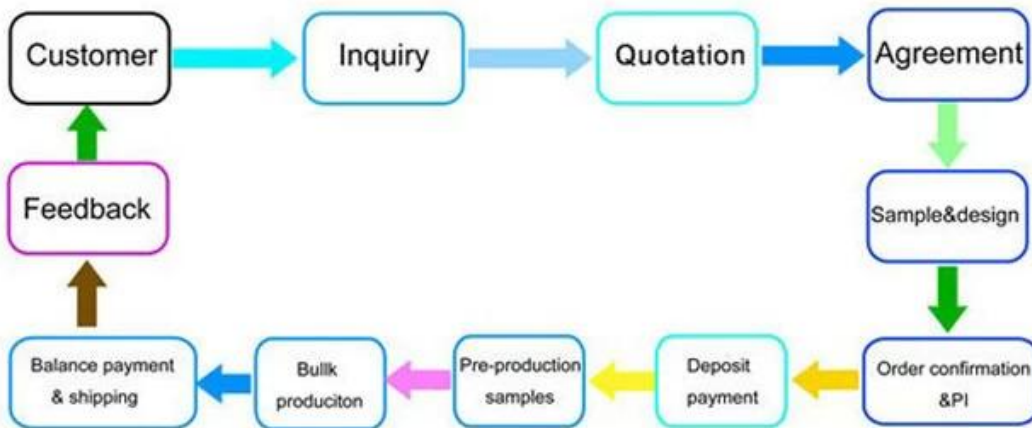 Customer
Inquiry
Quotation
Agreement
Sample&design
Order confirmation
&PI
Deposit
payment
Pre-production
samples
Bullk
produciton
Balance payment
& shipping
Feedback